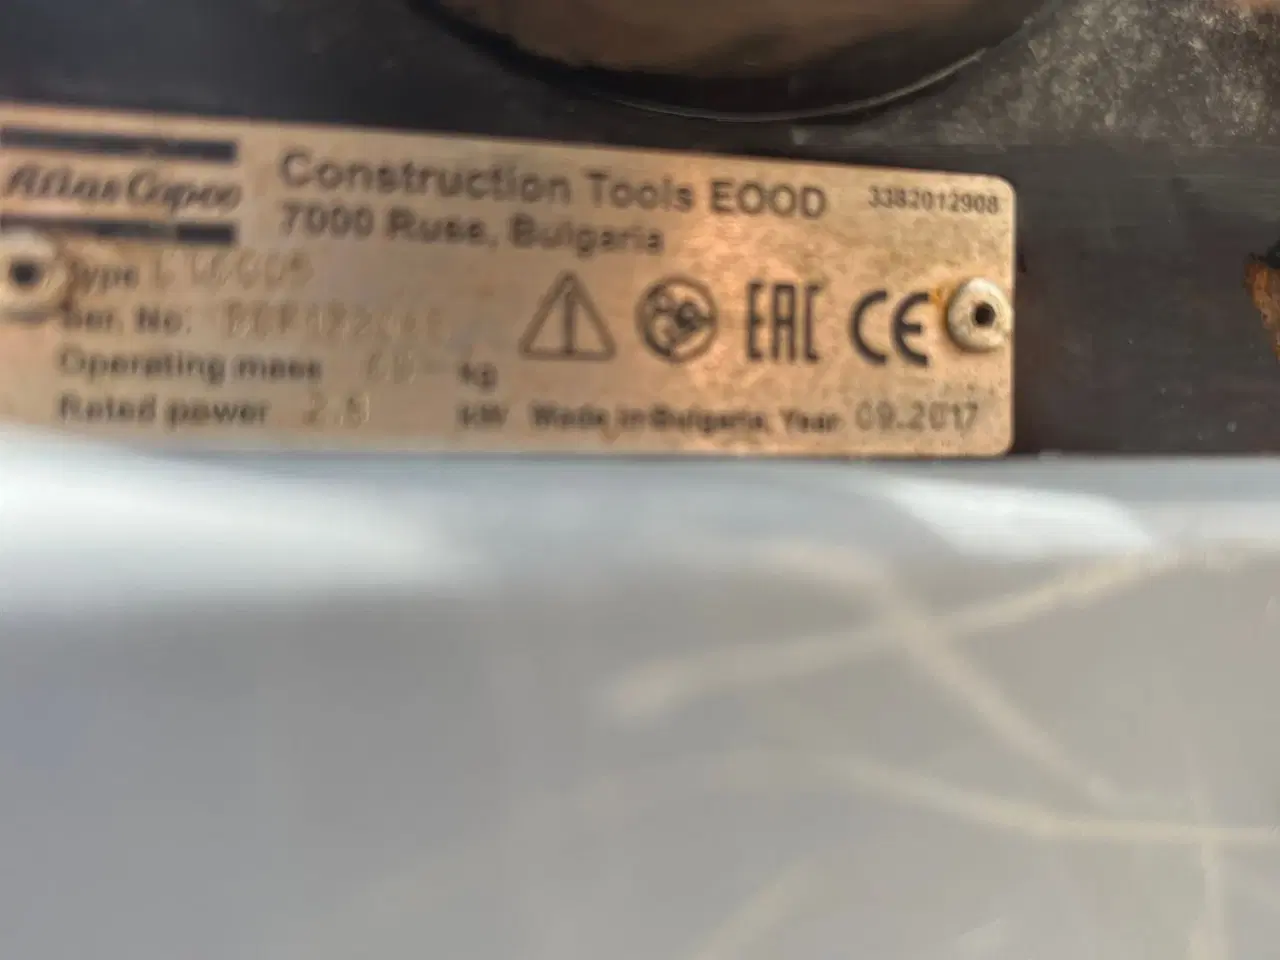 Atlas Copco
Construction Tools EOOD
3382012908
7000 Ruse, Bulgaria
Type
Ser. No:
EAC CE
Operating mass kg
Rated power kW Made in Bulgaria, Year 09.2017